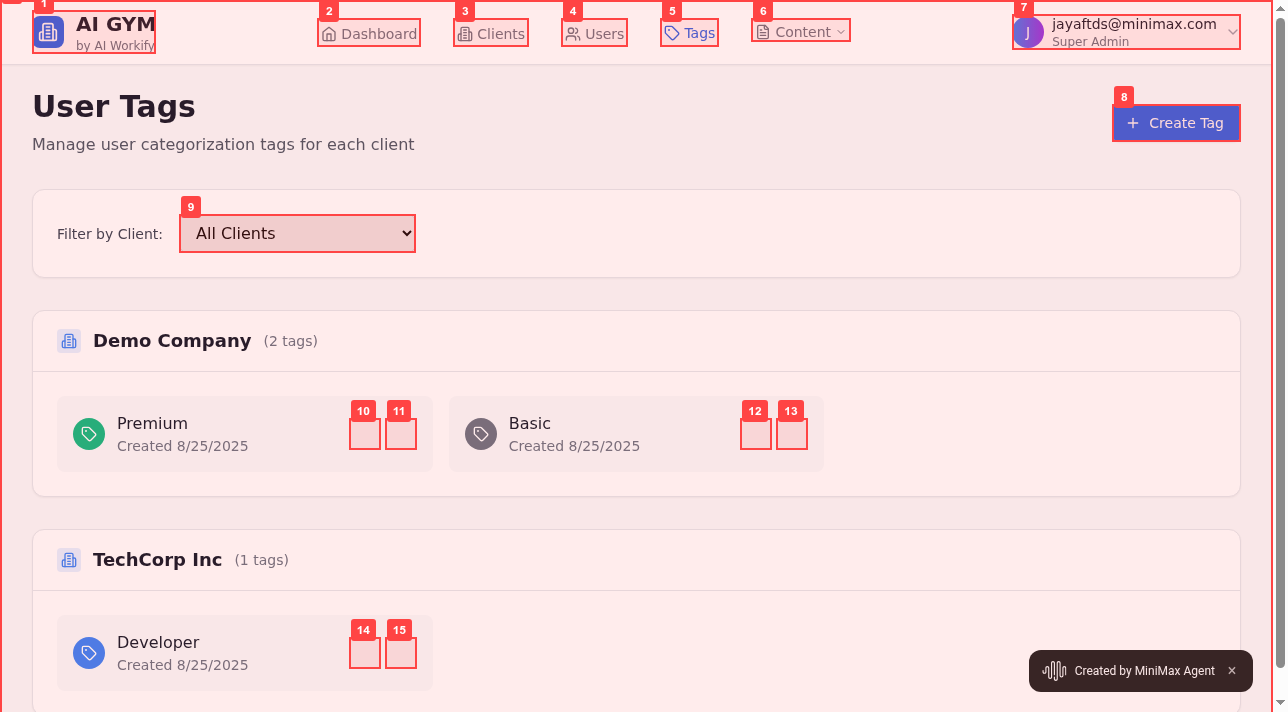 1
2
3
4
5
6
7
AI GYM
by AI Workify
Dashboard
Clients
Users
Tags
Content
J
jayaftds@minimax.com
Super Admin
User Tags
Manage user categorization tags for each client
8
+ Create Tag
9
Filter by Client:
All Clients
Demo Company (2 tags)
10
11
12
13
Premium
Created 8/25/2025
Basic
Created 8/25/2025
TechCorp Inc (1 tags)
14
15
Developer
Created 8/25/2025
Created by MiniMax Agent ×